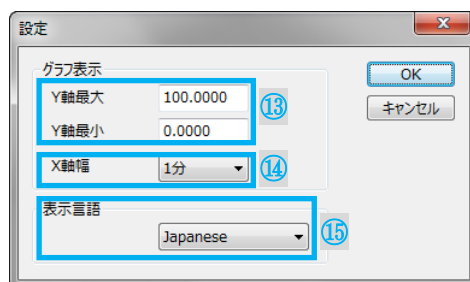 設定
グラフ表示
Y軸最大 100.0000
Y軸最小 0.0000
⑬
X軸幅 1分 ⑭
表示言語
Japanese ⑮
OK
キャンセル